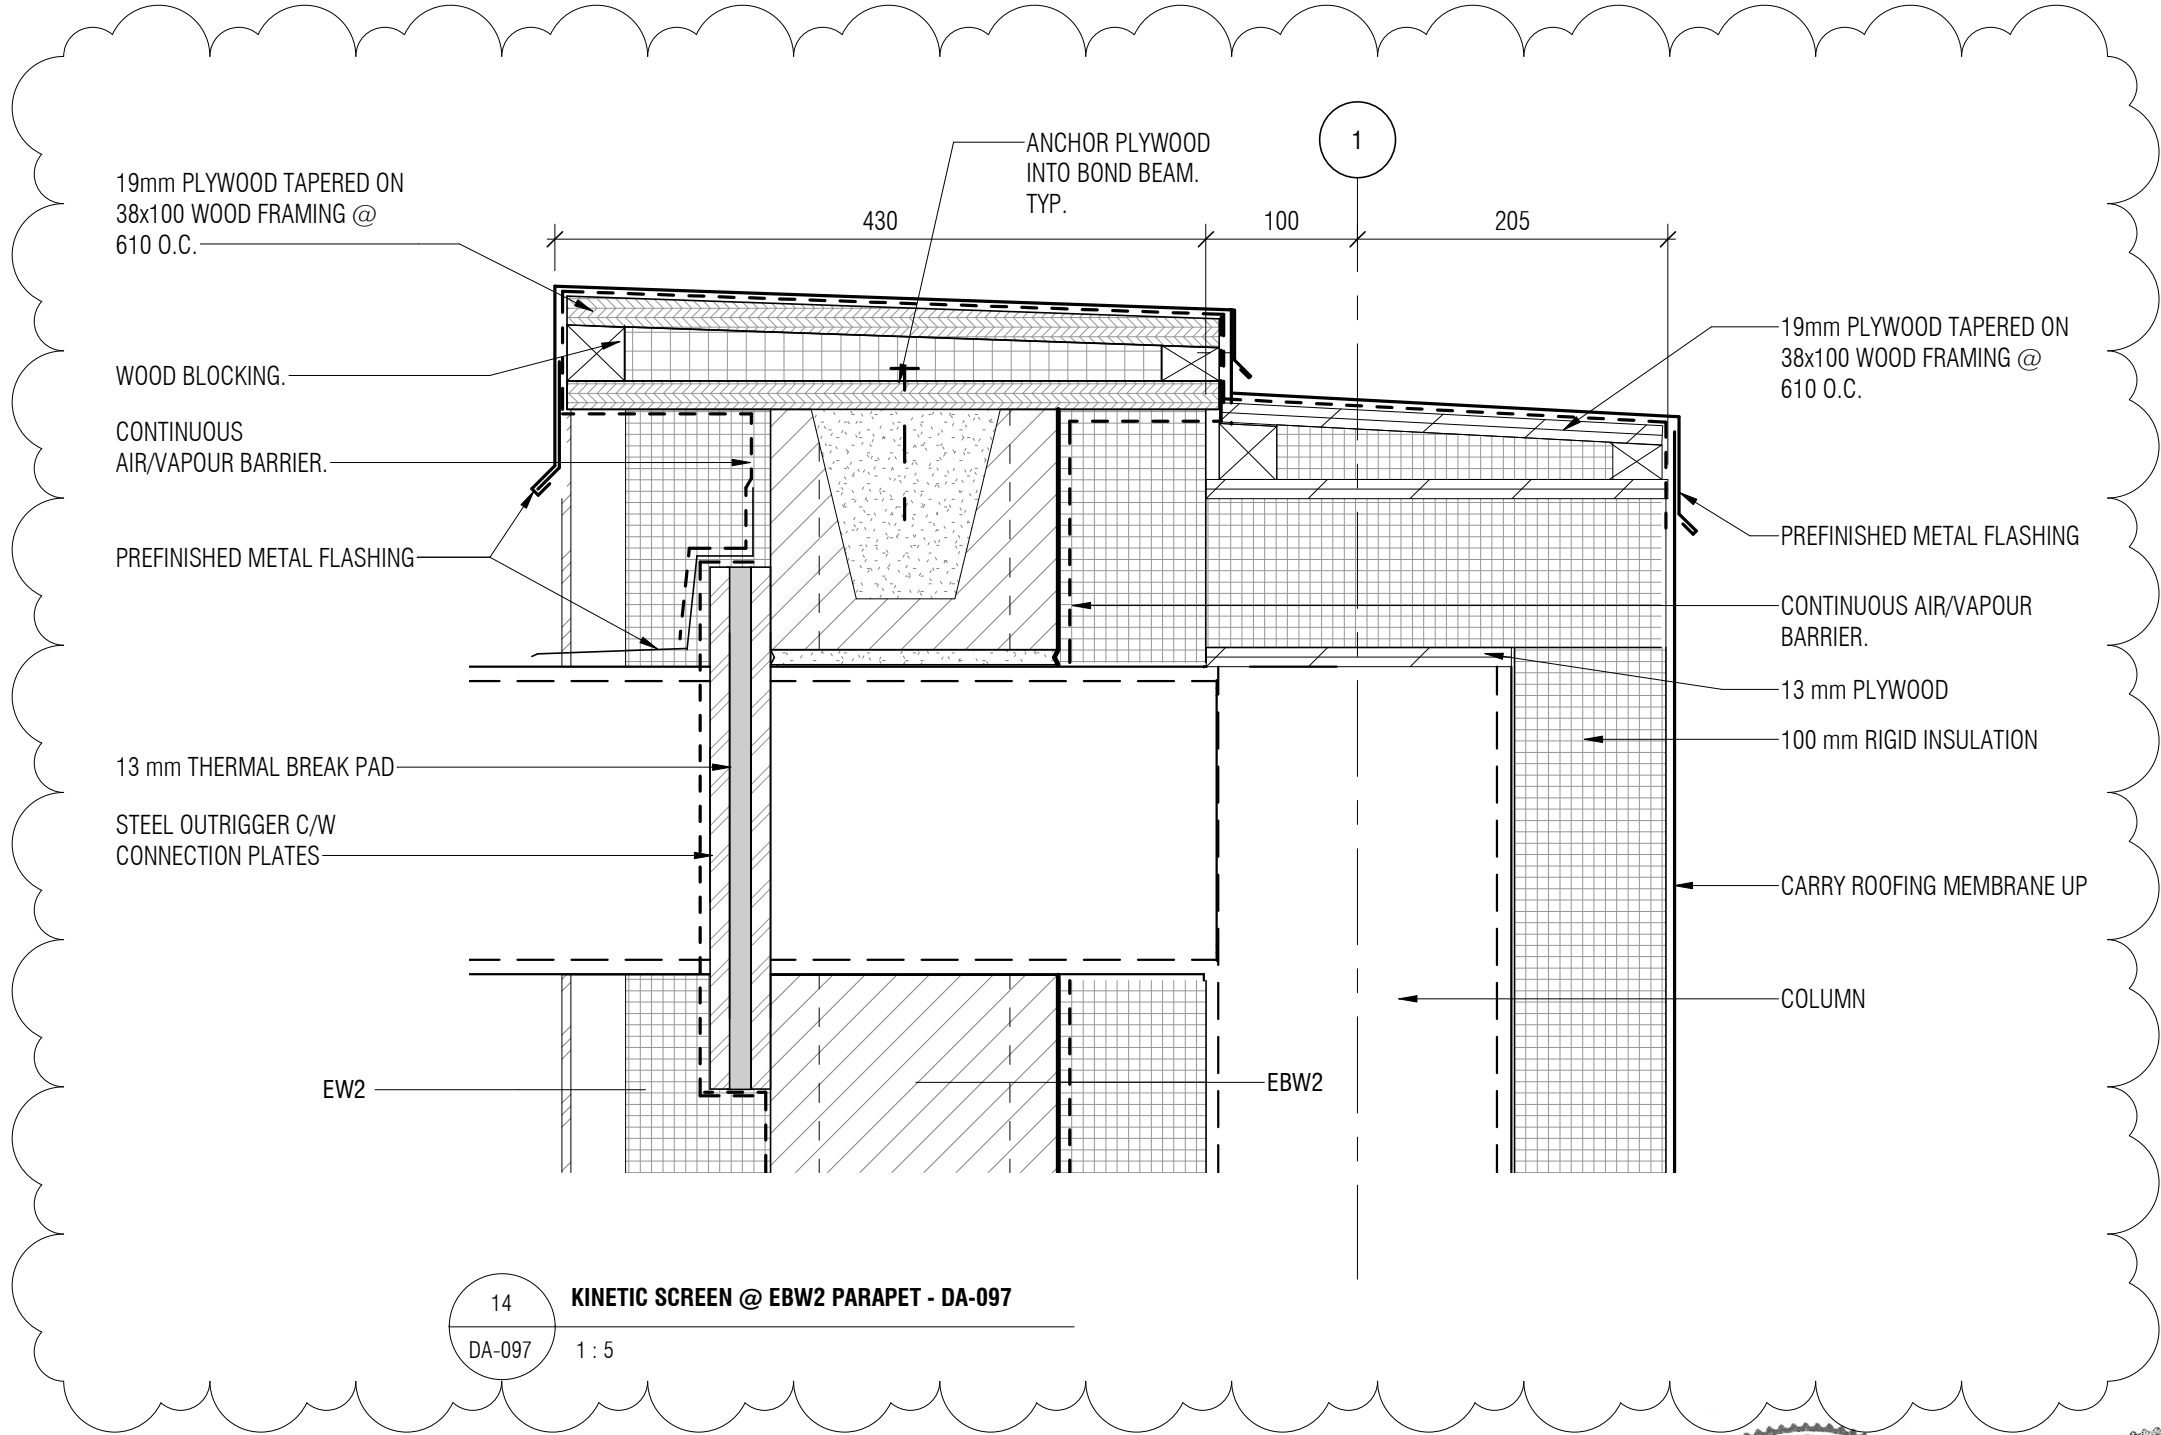 ANCHOR PLYWOOD
INTO BOND BEAM.
TYP.
1
19mm PLYWOOD TAPERED ON
38x100 WOOD FRAMING @
610 O.C.
430
100
205
WOOD BLOCKING.
CONTINUOUS
AIR/VAPOUR BARRIER.
PREFINISHED METAL FLASHING
13 mm THERMAL BREAK PAD
STEEL OUTRIGGER C/W
CONNECTION PLATES
EW2
19mm PLYWOOD TAPERED ON
38x100 WOOD FRAMING @
610 O.C.
PREFINISHED METAL FLASHING
CONTINUOUS AIR/VAPOUR
BARRIER.
13 mm PLYWOOD
100 mm RIGID INSULATION
CARRY ROOFING MEMBRANE UP
COLUMN
EBW2
14
KINETIC SCREEN @ EBW2 PARAPET - DA-097
DA-097
1 : 5